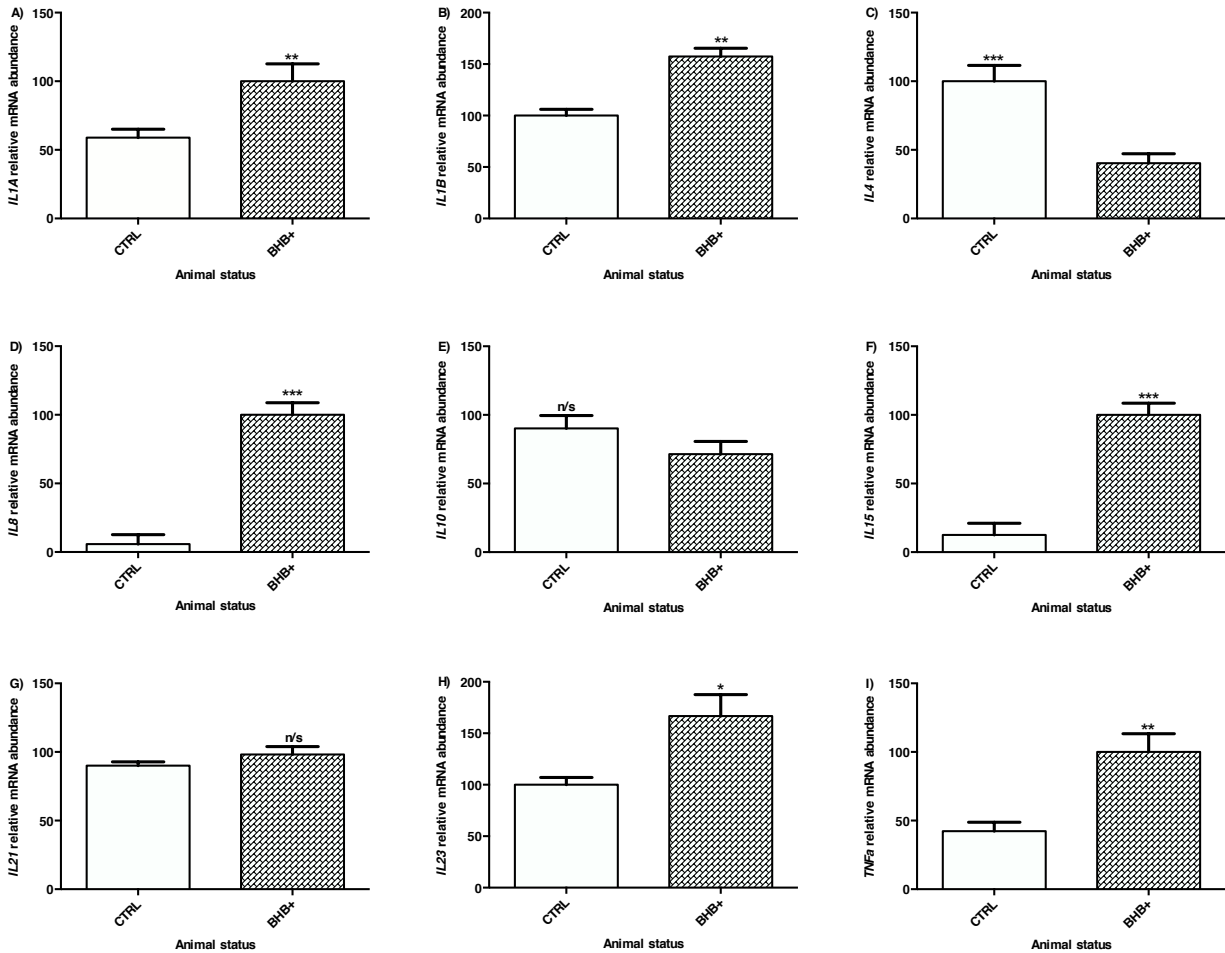 A)
IL1A relative mRNA abundance
150
100
50
0
**
CTRL
BHB+
Animal status
B)
IL1B relative mRNA abundance
200
150
100
50
0
**
CTRL
BHB+
Animal status
C)
IL4 relative mRNA abundance
150
100
50
0
***
CTRL
BHB+
Animal status
D)
IL8 relative mRNA abundance
150
100
50
0
***
CTRL
BHB+
Animal status
E)
IL10 relative mRNA abundance
150
100
50
0
n/s
CTRL
BHB+
Animal status
F)
IL15 relative mRNA abundance
150
100
50
0
***
CTRL
BHB+
Animal status
G)
IL21 relative mRNA abundance
150
100
50
0
n/s
CTRL
BHB+
Animal status
H)
IL23 relative mRNA abundance
200
150
100
50
0
*
CTRL
BHB+
Animal status
I)
TNFa relative mRNA abundance
150
100
50
0
**
CTRL
BHB+
Animal status